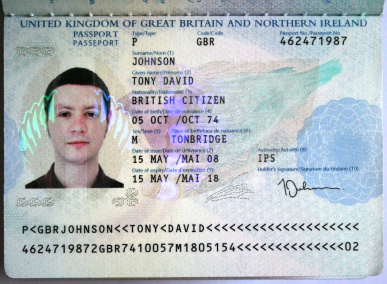 UNITED KINGDOM OF GREAT BRITAIN AND NORTHERN IRELAND
PASSPORT Type/Type Code/Code Passport No./Passeport No.
PASSEPORT P GBR 462471987
Surname/Nom (1)
JOHNSON
Given names/Prénoms (2)
TONY DAVID
Nationality/Nationalité (3)
BRITISH CITIZEN
Date of birth/Date de naissance (4)
05 OCT /OCT 74
Sex/Sexe (5) Place of birth/Lieu de naissance (6)
M TONBRIDGE
Date of issue/Date de délivrance (7) Authority/Autorité (8)
15 MAY /MAI 08 IPS
Date of expiry/Date d'expiration (9) Holder's signature/Signature du titulaire (10)
15 MAY /MAI 18
P<GBRJOHNSON<<TONY<DAVID<<<<<<<<<<<<<<<<<<<<
4624719872GBR7410057M1805154<<<<<<<<<<<<<<02